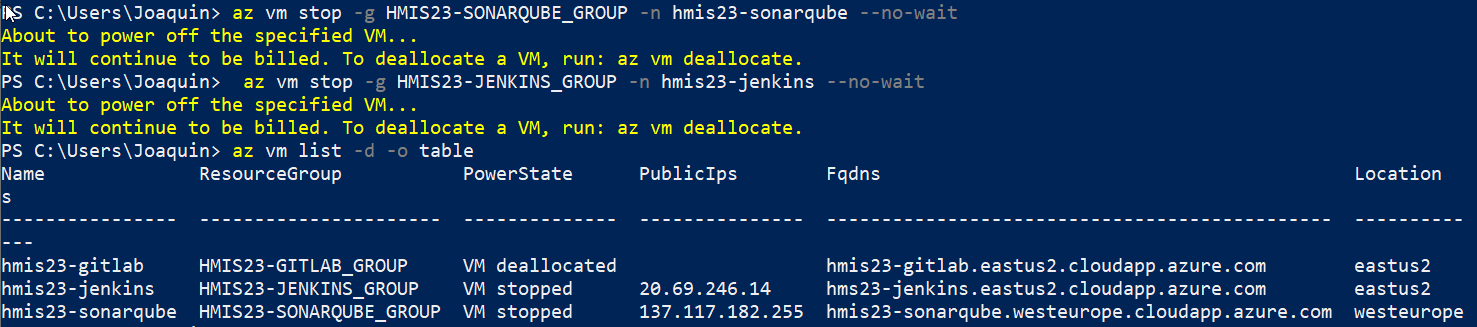 PS C:\Users\Joaquin> az vm stop -g HMIS23-SONARQUBE_GROUP -n hmis23-sonarqube --no-wait
About to power off the specified VM...
It will continue to be billed. To deallocate a VM, run: az vm deallocate.
PS C:\Users\Joaquin>  az vm stop -g HMIS23-JENKINS_GROUP -n hmis23-jenkins --no-wait
About to power off the specified VM...
It will continue to be billed. To deallocate a VM, run: az vm deallocate.
PS C:\Users\Joaquin> az vm list -d -o table
Name              ResourceGroup           PowerState      PublicIps        Fqdns                                           Location
s
----------------  ----------------------  --------------  ---------------  ----------------------------------------------  ----------
---
hmis23-gitlab     HMIS23-GITLAB_GROUP     VM deallocated                   hmis23-gitlab.eastus2.cloudapp.azure.com        eastus2
hmis23-jenkins    HMIS23-JENKINS_GROUP    VM stopped      20.69.246.14     hms23-jenkins.eastus2.cloudapp.azure.com        eastus2
hmis23-sonarqube  HMIS23-SONARQUBE_GROUP  VM stopped      137.117.182.255  hmis23-sonarqube.westeurope.cloudapp.azure.com  westeurope